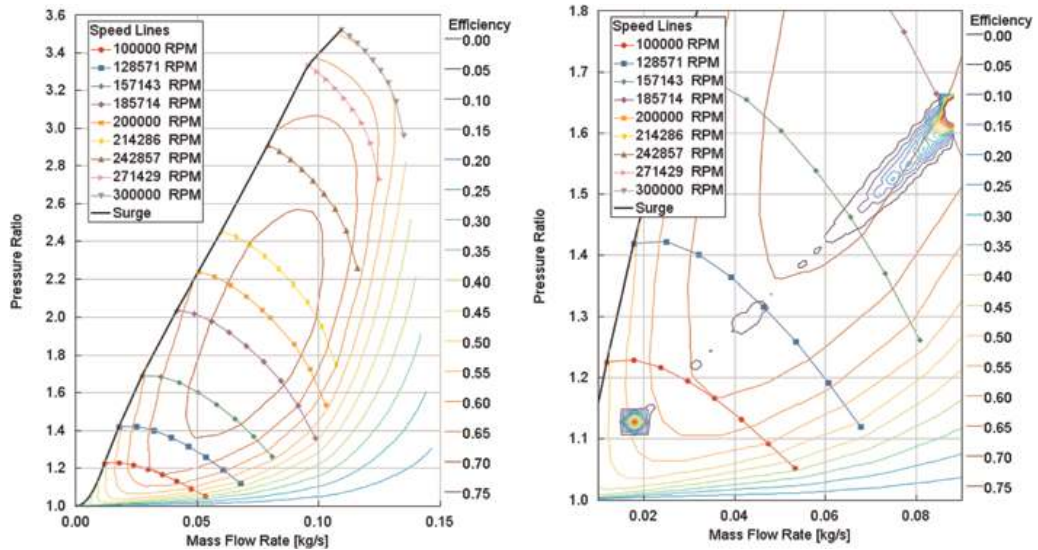 3.6
3.4
3.2
3.0
2.8
2.6
2.4
2.2
2.0
1.8
1.6
1.4
1.2
1.0
Pressure Ratio
Speed Lines
100000 RPM
128571 RPM
157143 RPM
185714 RPM
200000 RPM
214286 RPM
242857 RPM
271429 RPM
300000 RPM
Surge
0.00 0.05 0.10 0.15
Mass Flow Rate [kg/s]
Efficiency
0.00
0.05
0.10
0.15
0.20
0.25
0.30
0.35
0.40
0.45
0.50
0.55
0.60
0.65
0.70
0.75
1.8
1.7
1.6
1.5
1.4
1.3
1.2
1.1
1.0
Pressure Ratio
Speed Lines
100000 RPM
128571 RPM
157143 RPM
185714 RPM
200000 RPM
214286 RPM
242857 RPM
271429 RPM
300000 RPM
Surge
0.02 0.04 0.06 0.08
Mass Flow Rate [kg/s]
Efficiency
0.00
0.05
0.10
0.15
0.20
0.25
0.30
0.35
0.40
0.45
0.50
0.55
0.60
0.65
0.70
0.75